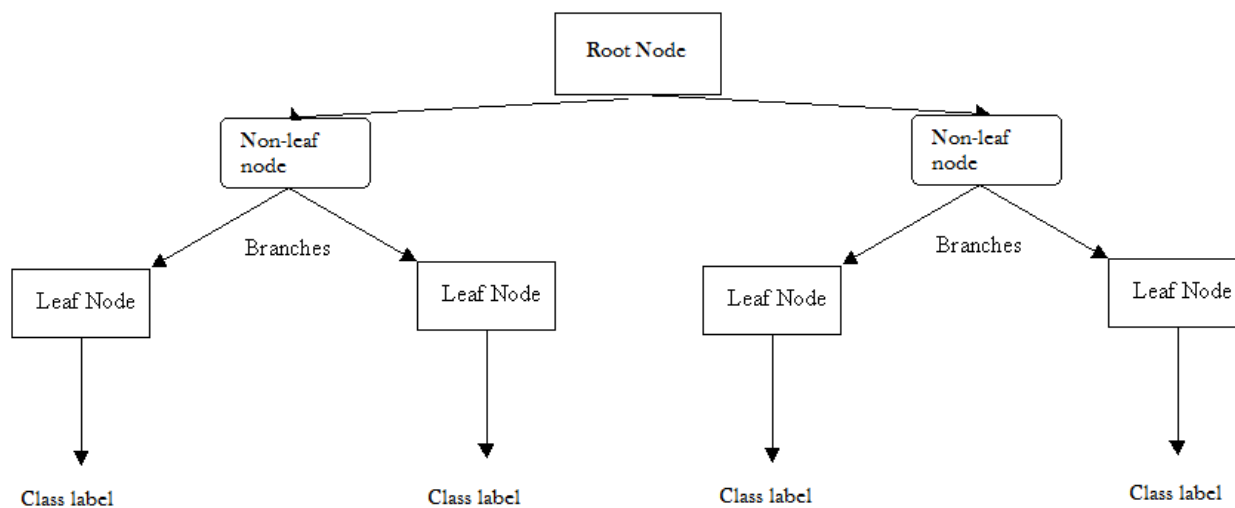 Root Node
Non-leaf
node
Non-leaf
node
Branches
Branches
Leaf Node
Leaf Node
Leaf Node
Leaf Node
Class label
Class label
Class label
Class label